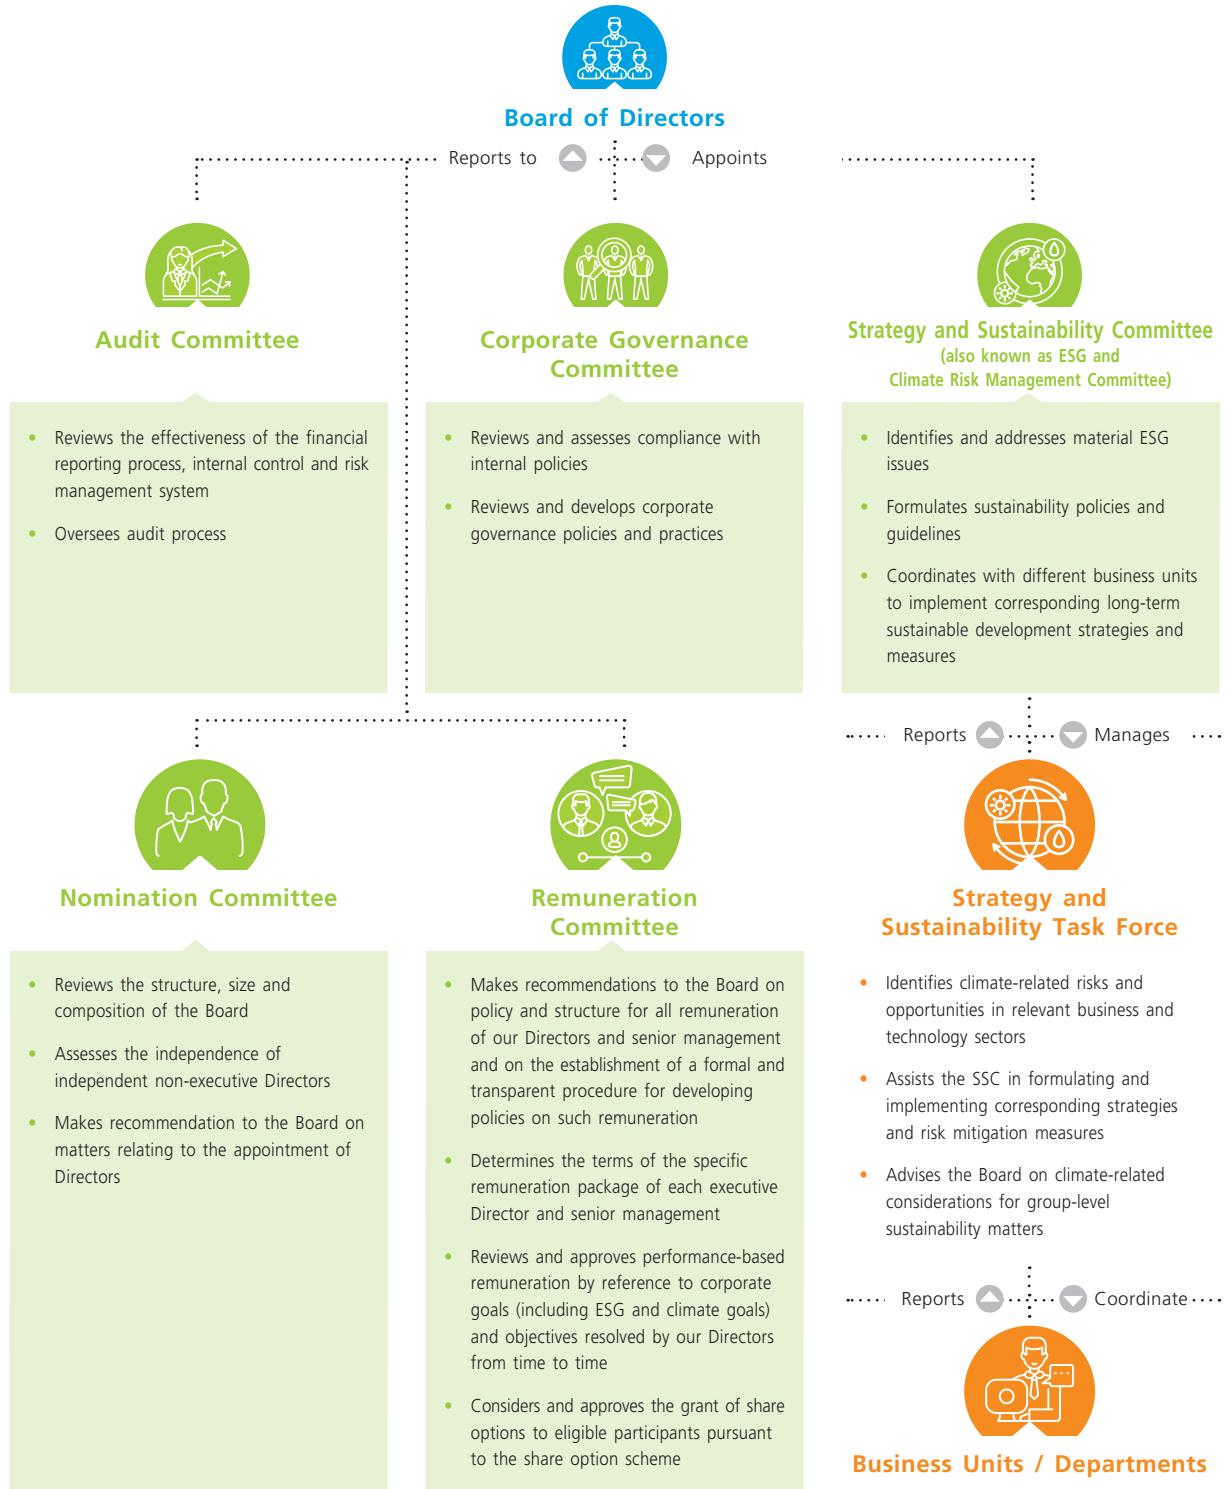 Board of Directors
Reports to
Appoints
Audit Committee
• Reviews the effectiveness of the financial
reporting process, internal control and risk
management system
• Oversees audit process
Corporate Governance
Committee
• Reviews and assesses compliance with
internal policies
• Reviews and develops corporate
governance policies and practices
Strategy and Sustainability Committee
(also known as ESG and
Climate Risk Management Committee)
• Identifies and addresses material ESG
issues
• Formulates sustainability policies and
guidelines
• Coordinates with different business units
to implement corresponding long-term
sustainable development strategies and
measures
Reports
Manages
Nomination Committee
• Reviews the structure, size and
composition of the Board
• Assesses the independence of
independent non-executive Directors
• Makes recommendation to the Board on
matters relating to the appointment of
Directors
Remuneration
Committee
• Makes recommendations to the Board on
policy and structure for all remuneration
of our Directors and senior management
and on the establishment of a formal and
transparent procedure for developing
policies on such remuneration
• Determines the terms of the specific
remuneration package of each executive
Director and senior management
• Reviews and approves performance-based
remuneration by reference to corporate
goals (including ESG and climate goals)
and objectives resolved by our Directors
from time to time
• Considers and approves the grant of share
options to eligible participants pursuant
to the share option scheme
Strategy and
Sustainability Task Force
• Identifies climate-related risks and
opportunities in relevant business and
technology sectors
• Assists the SSC in formulating and
implementing corresponding strategies
and risk mitigation measures
• Advises the Board on climate-related
considerations for group-level
sustainability matters
Reports
Coordinate
Business Units / Departments